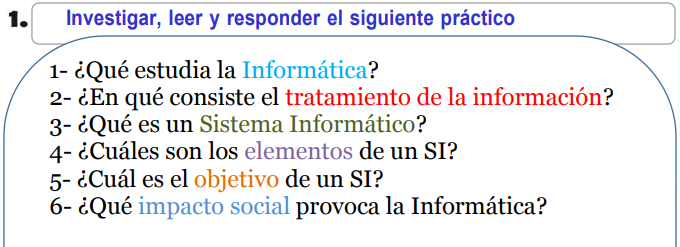 1. Investigar, leer y responder el siguiente práctico
1- ¿Qué estudia la Informática?
2- ¿En qué consiste el tratamiento de la información?
3- ¿Qué es un Sistema Informático?
4- ¿Cuáles son los elementos de un SI?
5- ¿Cuál es el objetivo de un SI?
6- ¿Qué impacto social provoca la Informática?